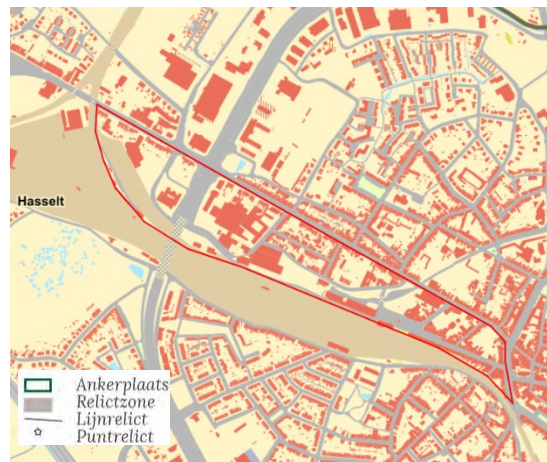 Hasselt
Ankerplaats
Relictzone
Lijnrelict
Puntrelict